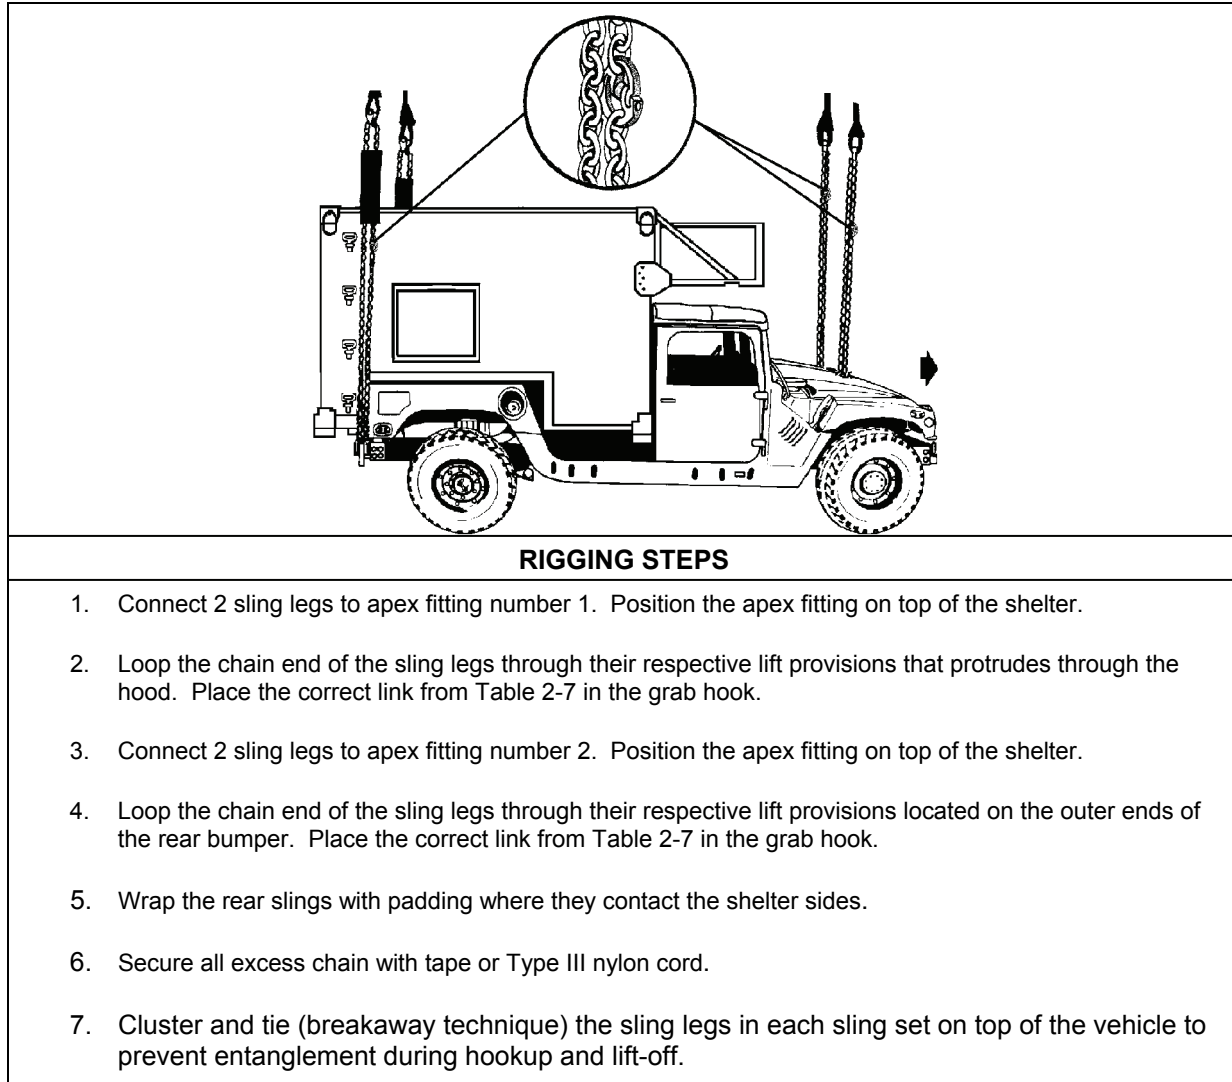 RIGGING STEPS
1. Connect 2 sling legs to apex fitting number 1. Position the apex fitting on top of the shelter.
2. Loop the chain end of the sling legs through their respective lift provisions that protrudes through the
hood. Place the correct link from Table 2-7 in the grab hook.
3. Connect 2 sling legs to apex fitting number 2. Position the apex fitting on top of the shelter.
4. Loop the chain end of the sling legs through their respective lift provisions located on the outer ends of
the rear bumper. Place the correct link from Table 2-7 in the grab hook.
5. Wrap the rear slings with padding where they contact the shelter sides.
6. Secure all excess chain with tape or Type III nylon cord.
7. Cluster and tie (breakaway technique) the sling legs in each sling set on top of the vehicle to
prevent entanglement during hookup and lift-off.